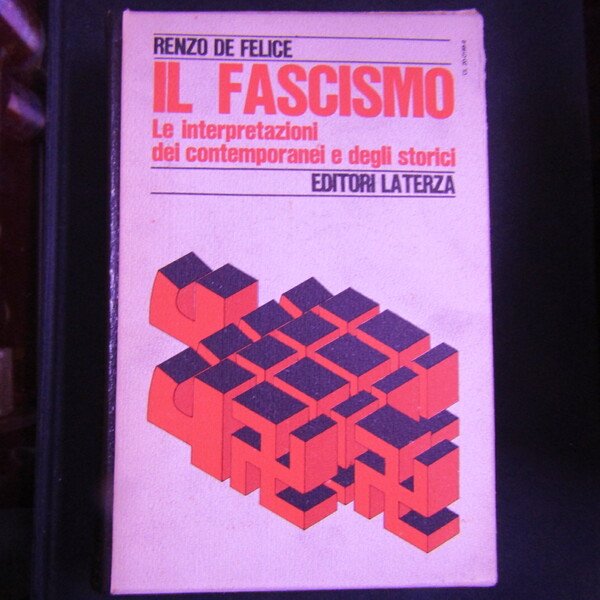 RENZO DE FELICE
IL FASCISMO
Le interpretazioni
dei contemporanei e degli storici
EDITORI LATERZA